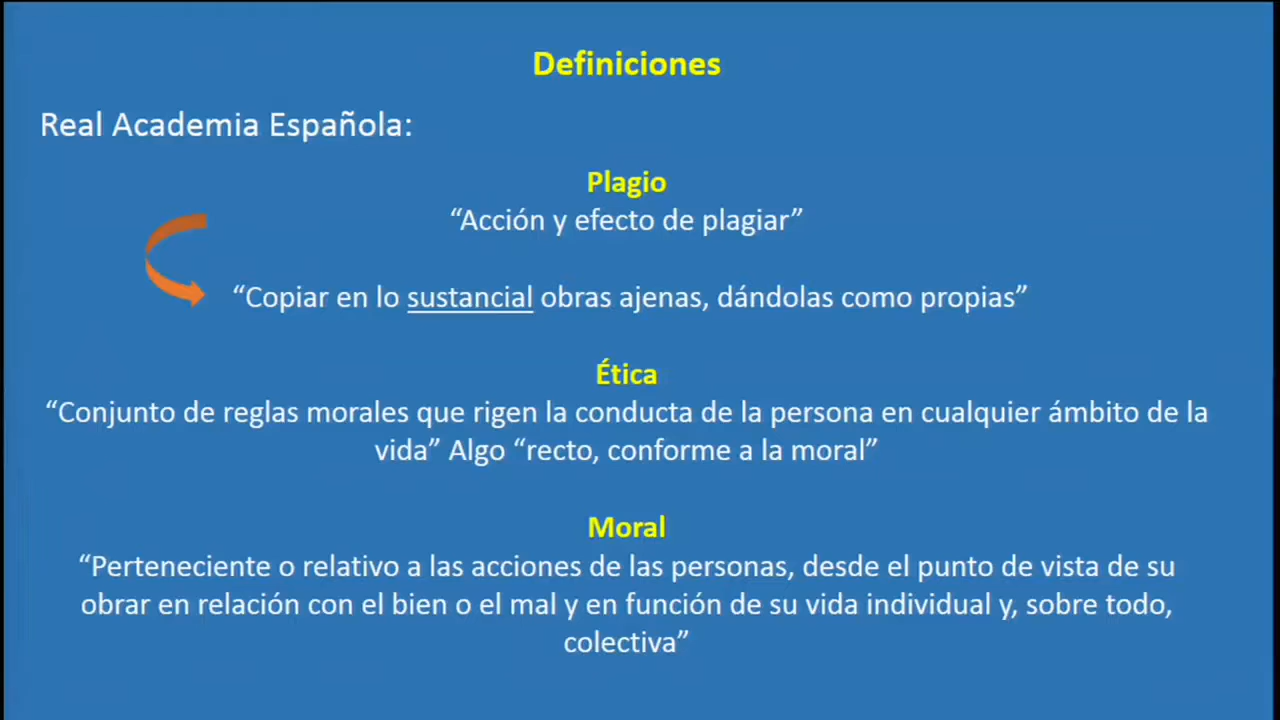 Definiciones
Real Academia Española:
Plagio
“Acción y efecto de plagiar”
“Copiar en lo sustancial obras ajenas, dándolas como propias”
Ética
“Conjunto de reglas morales que rigen la conducta de la persona en cualquier ámbito de la
vida” Algo “recto, conforme a la moral”
Moral
“Perteneciente o relativo a las acciones de las personas, desde el punto de vista de su
obrar en relación con el bien o el mal y en función de su vida individual y, sobre todo,
colectiva”